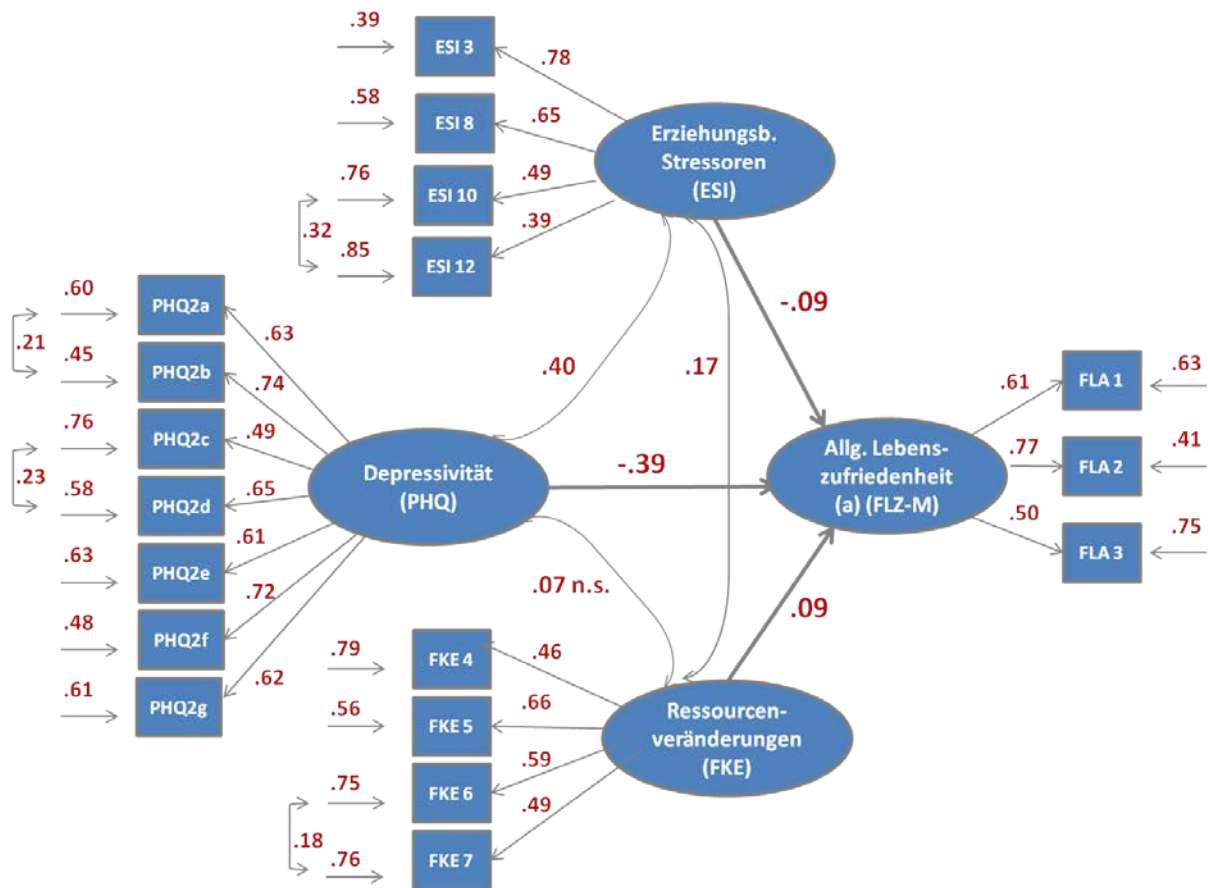 .39
ESI 3
.78
.58
ESI 8
.65
Erziehungsb.
Stressoren
(ESI)
.76
ESI 10
.49
.32
.39
.85
ESI 12
.60
PHQ2a
-.09
.21
.63
.45
PHQ2b
.74
.40
.17
.61
FLA 1
.63
.76
PHQ2c
.49
.23
Depressivität
(PHQ)
-.39
Allg. Lebens-
zufriedenheit
(a) (FLZ-M)
.77
FLA 2
.41
.58
PHQ2d
.65
.50
FLA 3
.75
.63
PHQ2e
.61
.07 n.s.
.09
.48
PHQ2f
.72
.62
.61
PHQ2g
.79
FKE 4
.46
.56
FKE 5
.66
Ressourcen-
veränderungen
(FKE)
.75
FKE 6
.59
.18
.49
.76
FKE 7